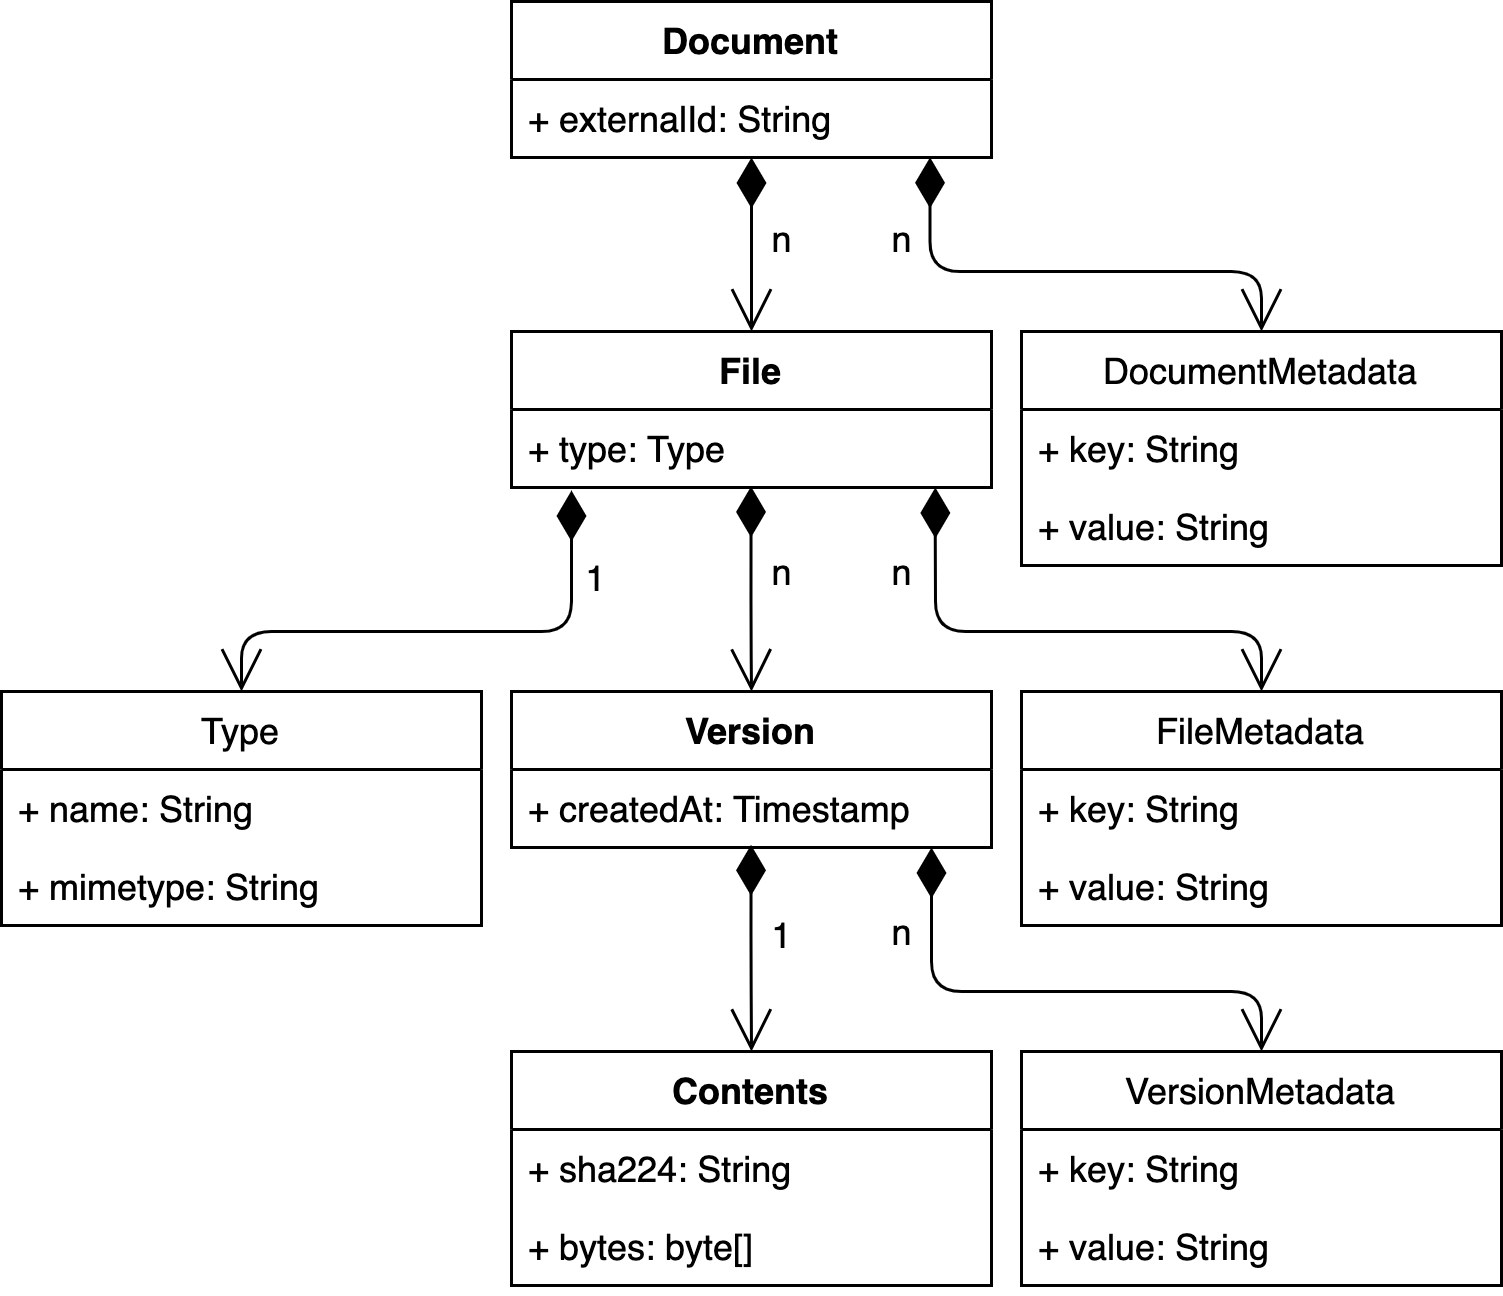 Document
+ externalId: String
n
n
File
+ type: Type
DocumentMetadata
+ key: String
+ value: String
1
n
n
Type
+ name: String
+ mimetype: String
Version
+ createdAt: Timestamp
FileMetadata
+ key: String
+ value: String
1
n
Contents
+ sha224: String
+ bytes: byte[]
VersionMetadata
+ key: String
+ value: String